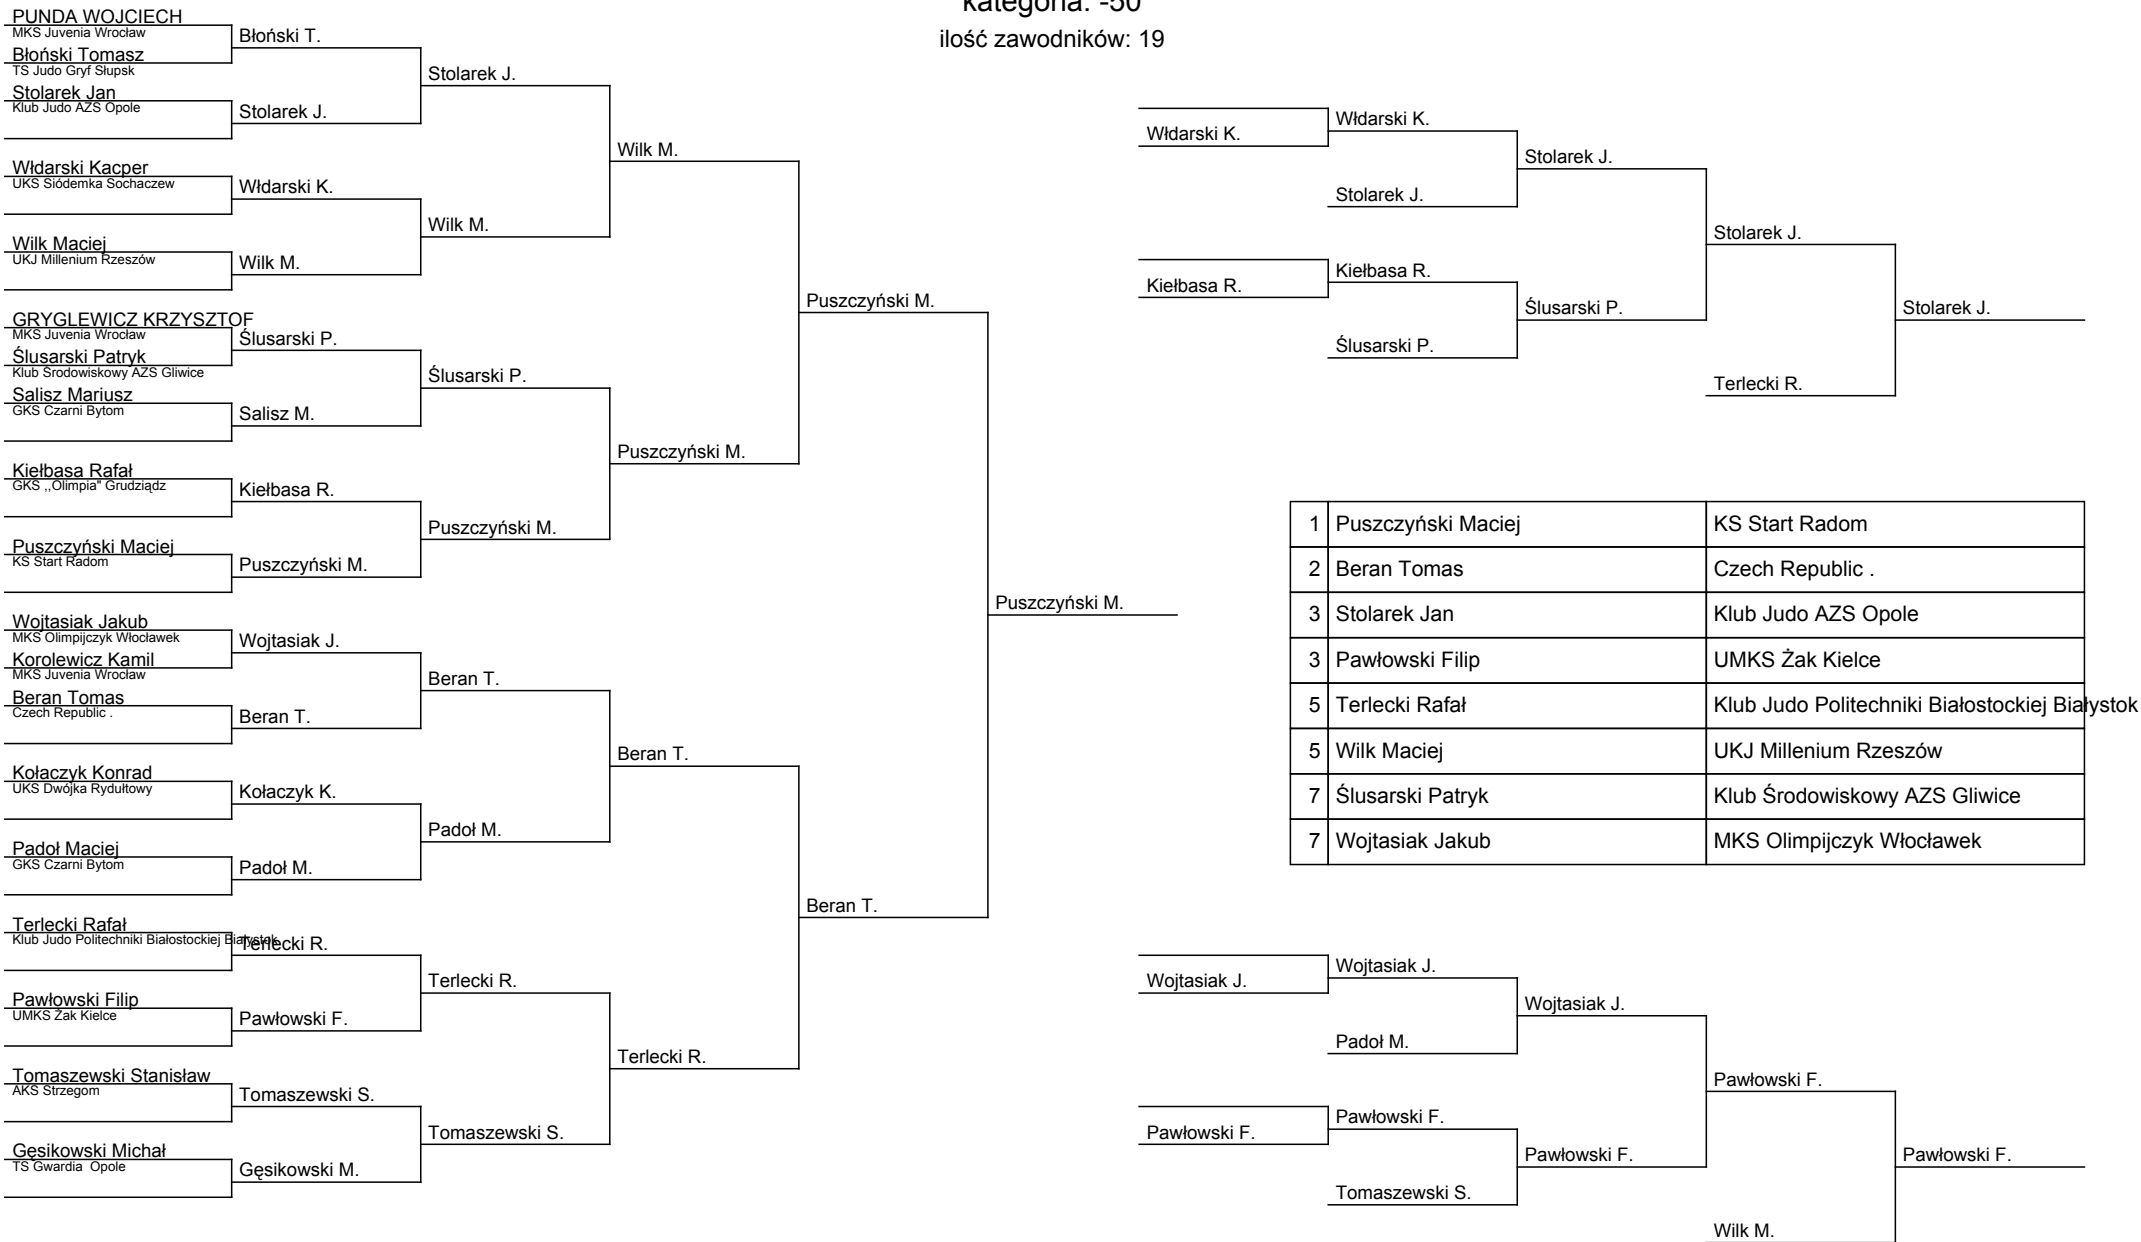 kategoria: -50
ilość zawodników: 19
PUNDA WOJCIECH
MKS Juvenia Wrocław
Błoński Tomasz
TS Judo Gryf Słupsk
Stolarek Jan
Klub Judo AZS Opole
Włdarski Kacper
UKS Siódemka Sochaczew
Wilk Maciej
UKJ Millenium Rzeszów
GRYGLEWICZ KRZYSZTOF
MKS Juvenia Wrocław
Ślusarski Patryk
Klub Środowiskowy AZS Gliwice
Salisz Mariusz
GKS Czarni Bytom
Kiełbasa Rafał
GKS ,,Olimpia" Grudziądz
Puszczyński Maciej
KS Start Radom
Wojtasiak Jakub
MKS Olimpijczyk Włocławek
Korolewicz Kamil
MKS Juvenia Wrocław
Beran Tomas
Czech Republic .
Kołaczyk Konrad
UKS Dwójka Rydułtowy
Padoł Maciej
GKS Czarni Bytom
Terlecki Rafał
Klub Judo Politechniki Białostockiej Białystok
Pawłowski Filip
UMKS Żak Kielce
Tomaszewski Stanisław
AKS Strzegom
Gęsikowski Michał
TS Gwardia Opole
Błoński T.
Stolarek J.
Włdarski K.
Wilk M.
Ślusarski P.
Salisz M.
Kiełbasa R.
Puszczyński M.
Wojtasiak J.
Beran T.
Kołaczyk K.
Padoł M.
Terlecki R.
Pawłowski F.
Tomaszewski S.
Gęsikowski M.
Stolarek J.
Wilk M.
Ślusarski P.
Puszczyński M.
Beran T.
Padoł M.
Terlecki R.
Tomaszewski S.
Wilk M.
Puszczyński M.
Beran T.
Terlecki R.
Puszczyński M.
Beran T.
Puszczyński M.
Włdarski K.
Włdarski K.
Stolarek J.
Stolarek J.
Kiełbasa R.
Kiełbasa R.
Ślusarski P.
Ślusarski P.
Stolarek J.
Terlecki R.
Stolarek J.
1 Puszczyński Maciej KS Start Radom
2 Beran Tomas Czech Republic .
3 Stolarek Jan Klub Judo AZS Opole
3 Pawłowski Filip UMKS Żak Kielce
5 Terlecki Rafał Klub Judo Politechniki Białostockiej Białystok
5 Wilk Maciej UKJ Millenium Rzeszów
7 Ślusarski Patryk Klub Środowiskowy AZS Gliwice
7 Wojtasiak Jakub MKS Olimpijczyk Włocławek
Wojtasiak J.
Wojtasiak J.
Padoł M.
Wojtasiak J.
Pawłowski F.
Pawłowski F.
Tomaszewski S.
Pawłowski F.
Pawłowski F.
Wilk M.
Pawłowski F.